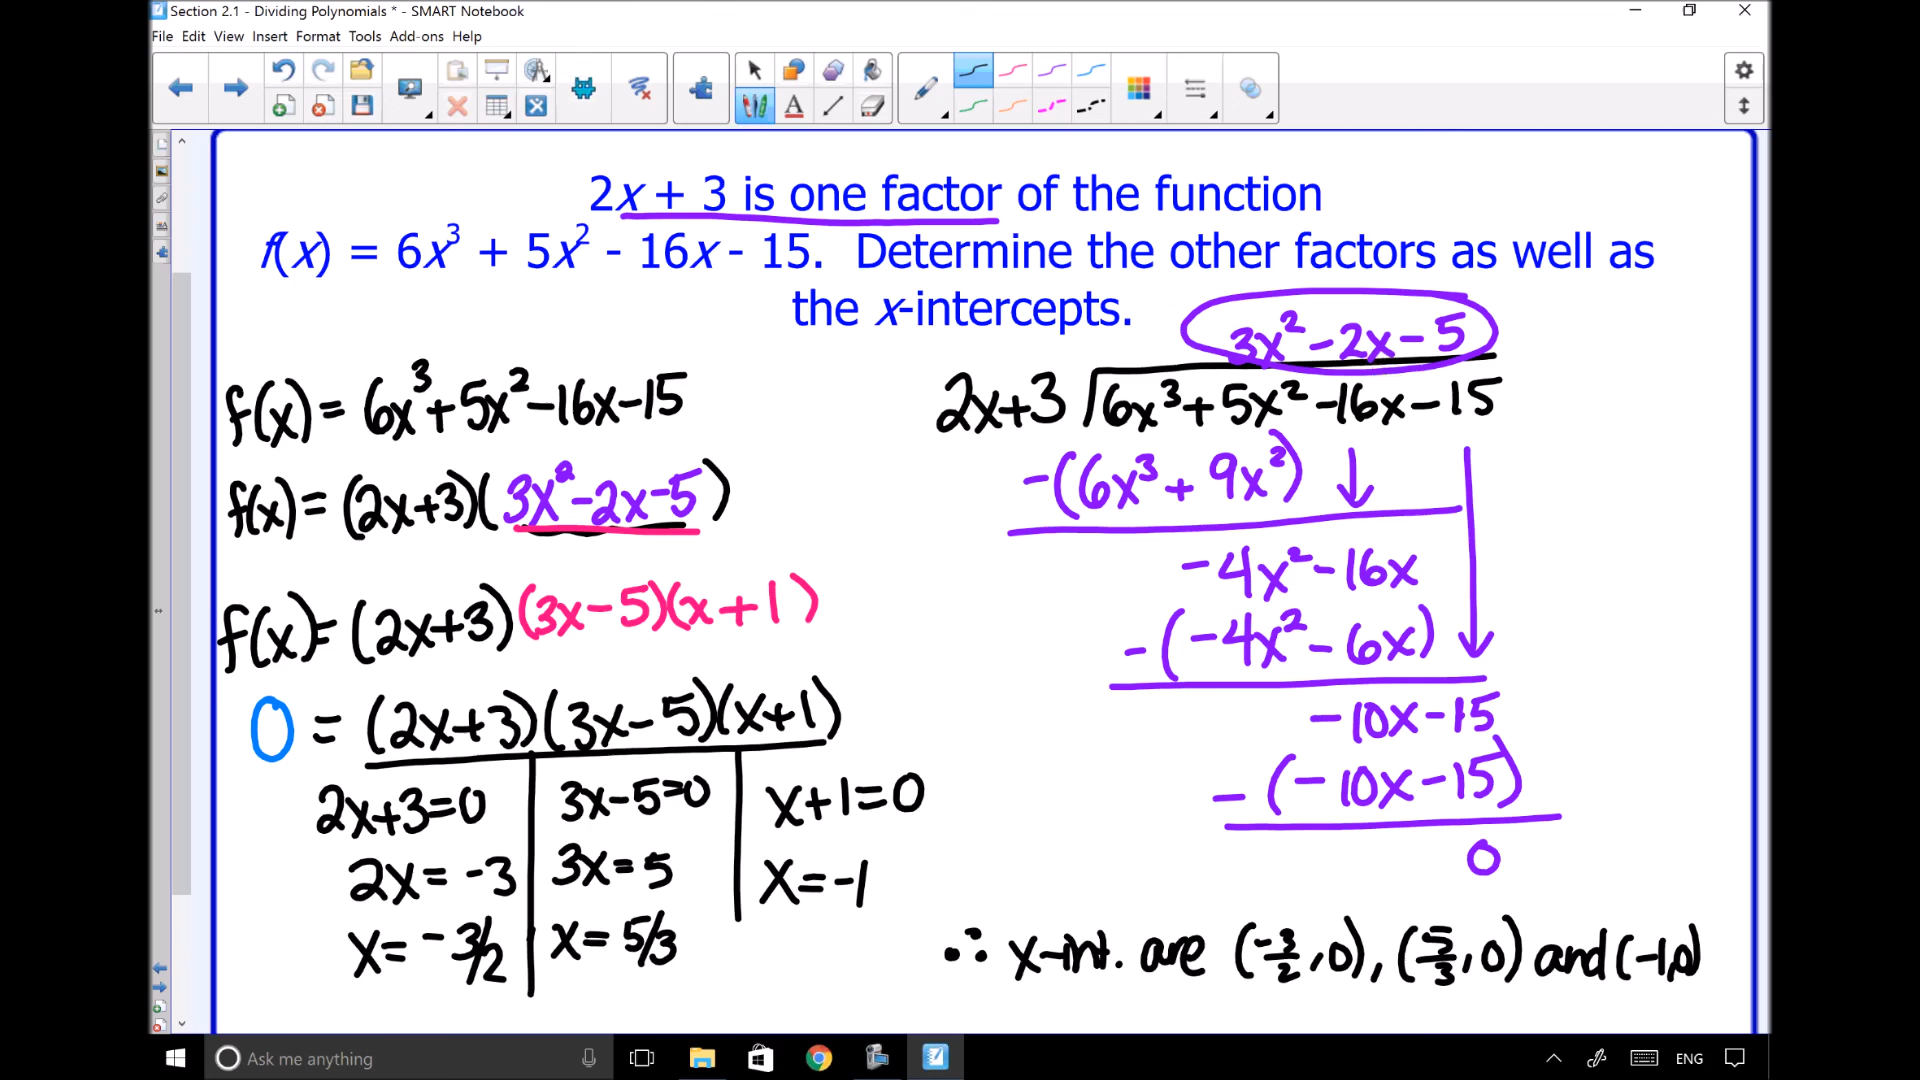 Section 2.1 - Dividing Polynomials * - SMART Notebook
File Edit View Insert Format Tools Add-ons Help
2x + 3 is one factor of the function
f(x) = 6x³ + 5x² - 16x - 15. Determine the other factors as well as
the x-intercepts.
f(x) = 6x³+5x²-16x-15
f(x) = (2x+3)(3x²-2x-5)
f(x) = (2x+3)(3x-5)(x+1)
0 = (2x+3)(3x-5)(x+1)
2x+3=0 3x-5=0 x+1=0
2x = -3 3x = 5 x = -1
x = -3/2 x = 5/3
3x²-2x-5
2x+3 √6x³+5x²-16x-15
-(6x³+9x²)
-4x²-16x
-(-4x²-6x)
-10x-15
-(-10x-15)
0
∴ x-int. are (-3/2, 0), (5/3, 0) and (-1,0)
Ask me anything
ENG